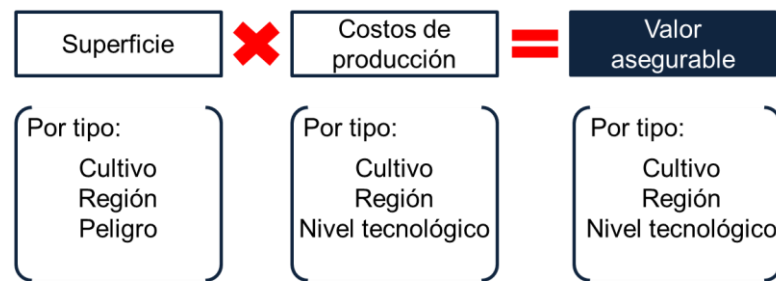 Superficie
Costos de
producción
Valor
asegurable
Por tipo:
Cultivo
Región
Peligro
Por tipo:
Cultivo
Región
Nivel tecnológico
Por tipo:
Cultivo
Región
Nivel tecnológico